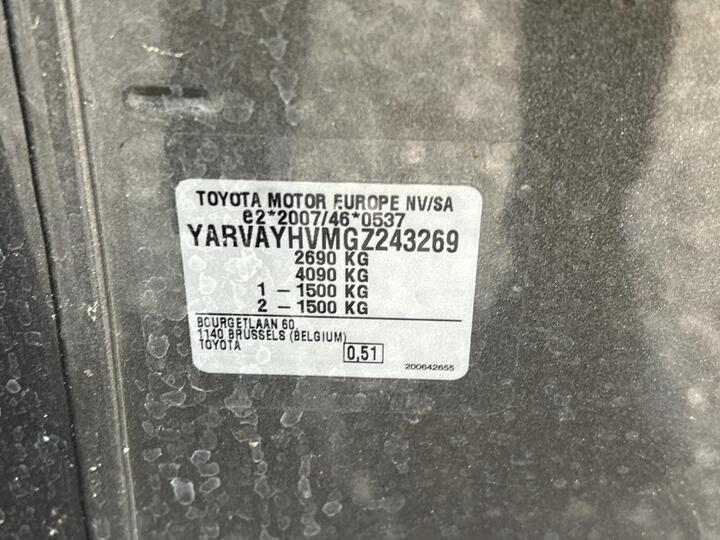 TOYOTA MOTOR EUROPE NV/SA
e2*2007/46*0537
YARVAYHVMGZ243269
2690 KG
4090 KG
1 – 1500 KG
2 – 1500 KG
BOURGETLAAN 60,
1140 BRUSSELS (BELGIUM)
TOYOTA
0,51
200642655